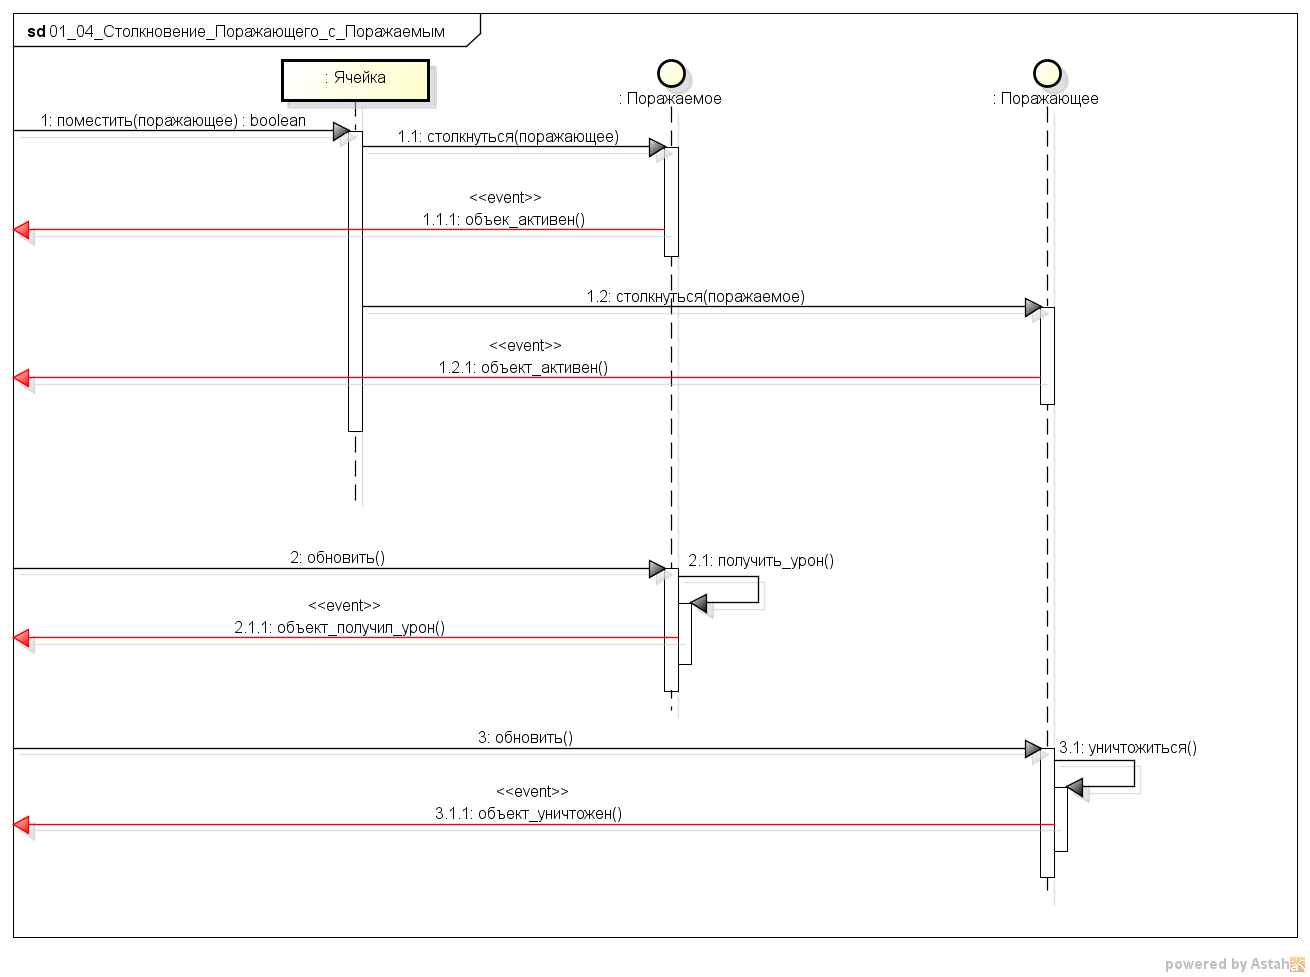 sd 01_04_Столкновение_Поражающего_с_Поражаемым
: Ячейка
: Поражаемое
: Поражающее
1: поместить(поражающее) : boolean
1.1: столкнуться(поражающее)
<<event>>
1.1.1: объек_активен()
1.2: столкнуться(поражаемое)
<<event>>
1.2.1: объект_активен()
2: обновить()
2.1: получить_урон()
<<event>>
2.1.1: объект_получил_урон()
3: обновить()
3.1: уничтожиться()
<<event>>
3.1.1: объект_уничтожен()
powered by Astah